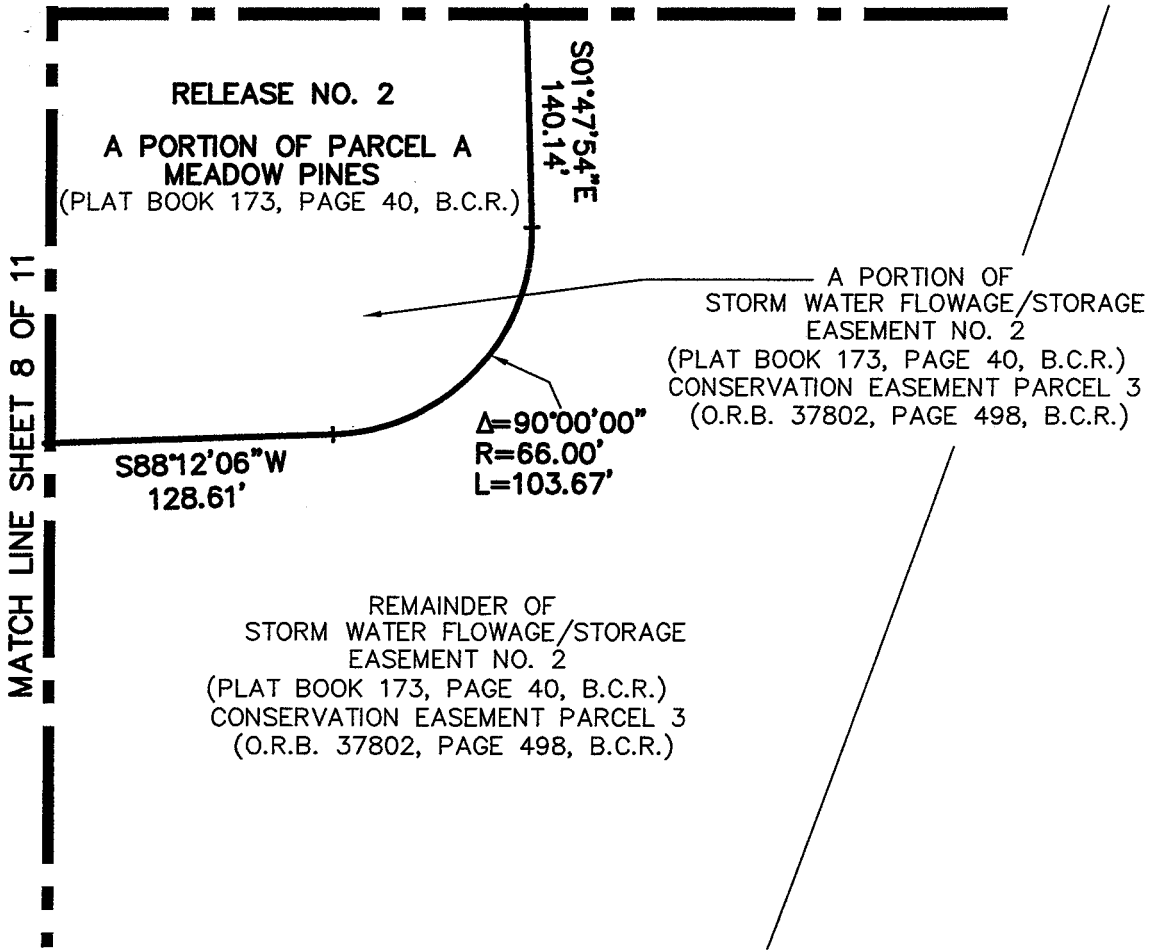 RELEASE NO. 2
A PORTION OF PARCEL A
MEADOW PINES
(PLAT BOOK 173, PAGE 40, B.C.R.)
S01°47'54"E
140.14'
MATCH LINE SHEET 8 OF 11
A PORTION OF
STORM WATER FLOWAGE/STORAGE
EASEMENT NO. 2
(PLAT BOOK 173, PAGE 40, B.C.R.)
CONSERVATION EASEMENT PARCEL 3
(O.R.B. 37802, PAGE 498, B.C.R.)
Δ=90°00'00"
R=66.00'
L=103.67'
S88°12'06"W
128.61'
REMAINDER OF
STORM WATER FLOWAGE/STORAGE
EASEMENT NO. 2
(PLAT BOOK 173, PAGE 40, B.C.R.)
CONSERVATION EASEMENT PARCEL 3
(O.R.B. 37802, PAGE 498, B.C.R.)